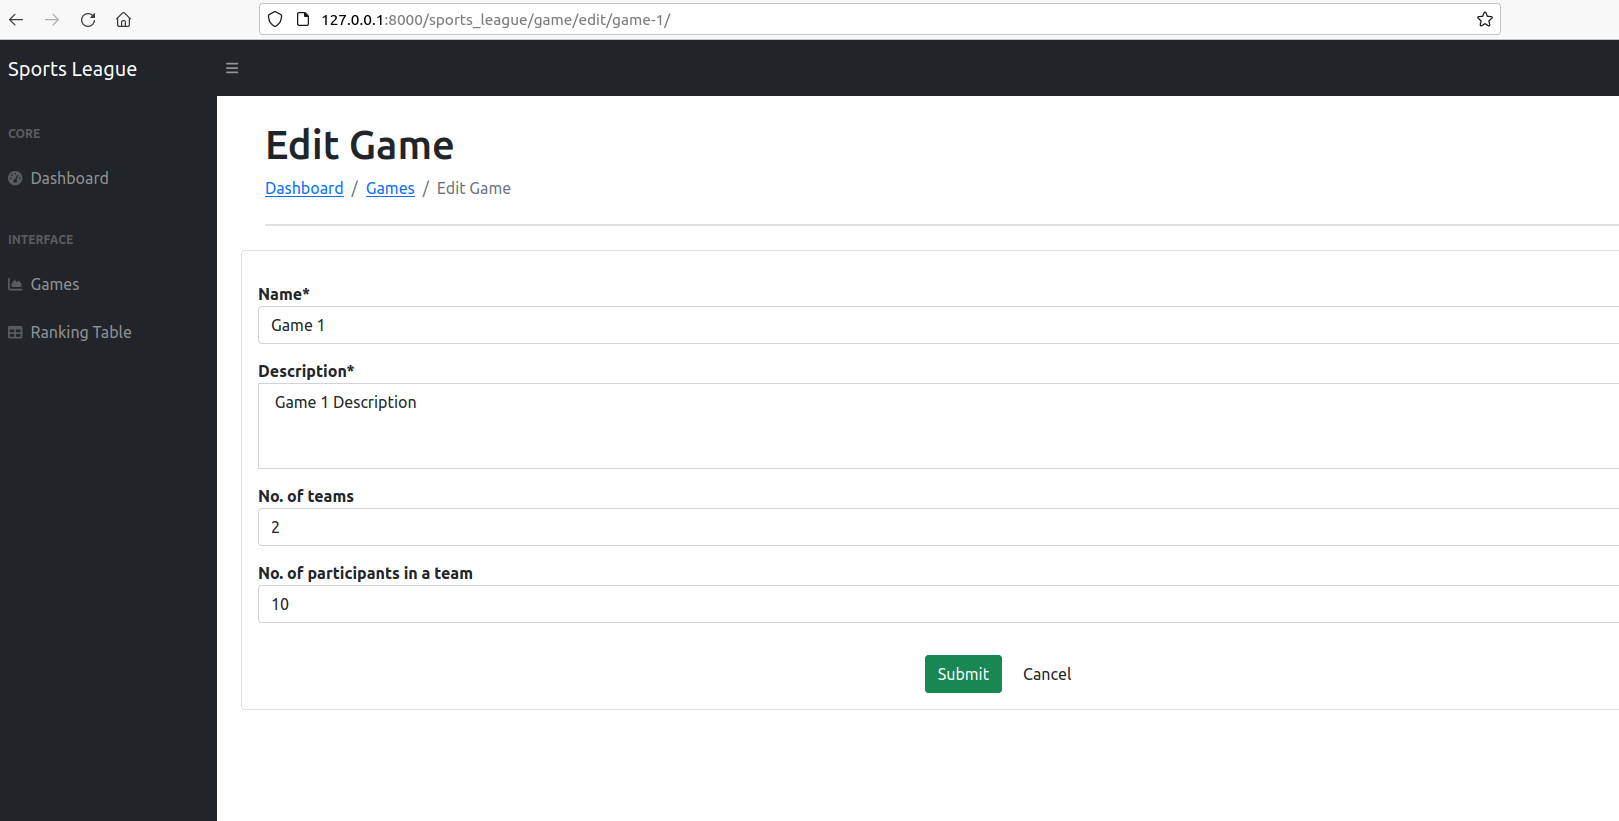 127.0.0.1:8000/sports_league/game/edit/game-1/
Sports League
CORE
Dashboard
INTERFACE
Games
Ranking Table
Edit Game
Dashboard / Games / Edit Game
Name*
Game 1
Description*
Game 1 Description
No. of teams
2
No. of participants in a team
10
Submit Cancel